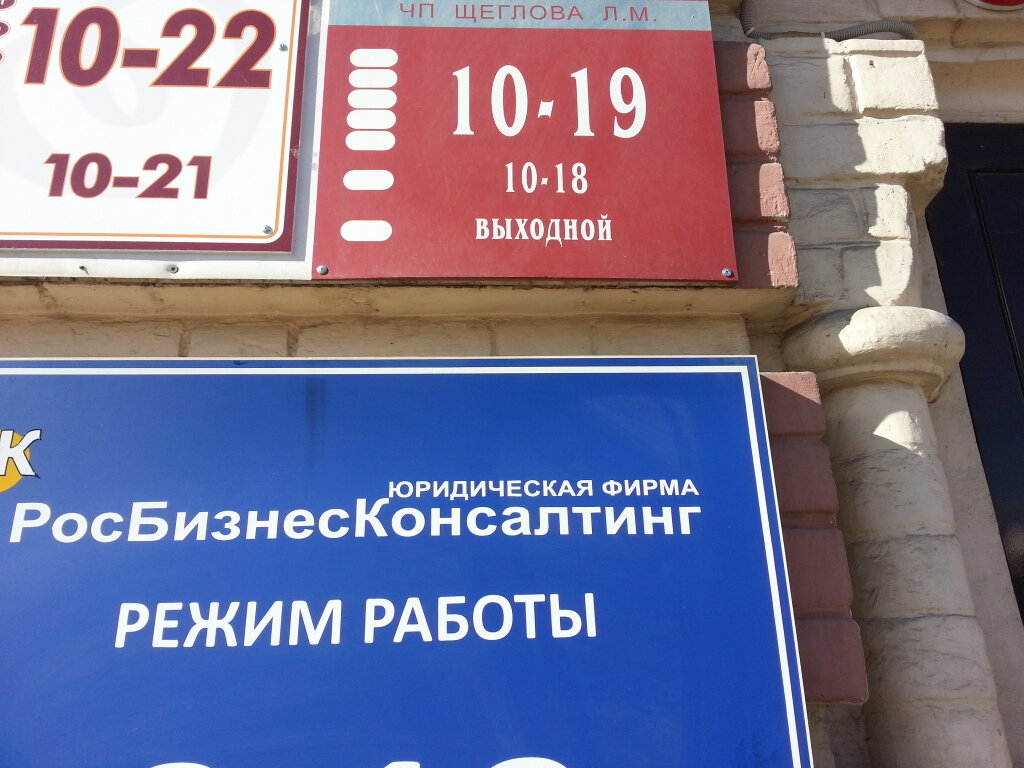 10-22
10-21
ЧП ЩЕГЛОВА Л.М.
10-19
10-18
ВЫХОДНОЙ
ЮРИДИЧЕСКАЯ ФИРМА
РосБизнесКонсалтинг
РЕЖИМ РАБОТЫ